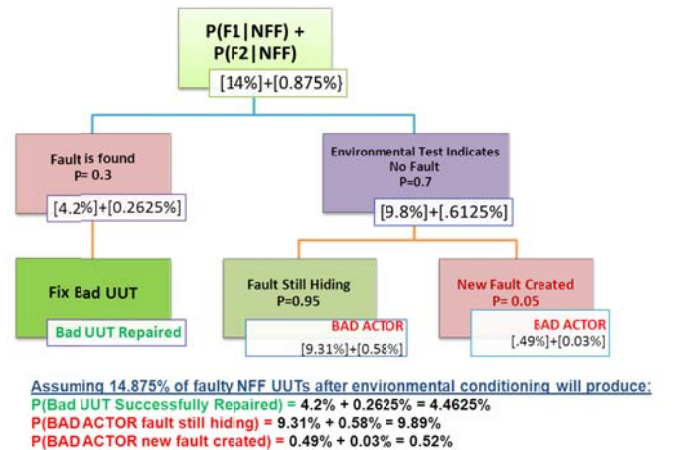 P(F1|NFF) +
P(F2|NFF)
[14%]+[0.875%}
Fault is found
P= 0.3
[4.2%]+[0.2625%]
Environmental Test Indicates
No Fault
P=0.7
[9.8%]+[.6125%]
Fix Bad UUT
Bad UUT Repaired
Fault Still Hiding
P=0.95
BAD ACTOR
[9.31%]+[0.58%]
New Fault Created
P= 0.05
BAD ACTOR
[.49%]+[0.03%]
Assuming 14.875% of faulty NFF UUTs after environmental conditioning will produce:
P(Bad UUT Successfully Repaired) = 4.2% + 0.2625% = 4.4625%
P(BAD ACTOR fault still hiding) = 9.31% + 0.58% = 9.89%
P(BAD ACTOR new fault created) = 0.49% + 0.03% = 0.52%